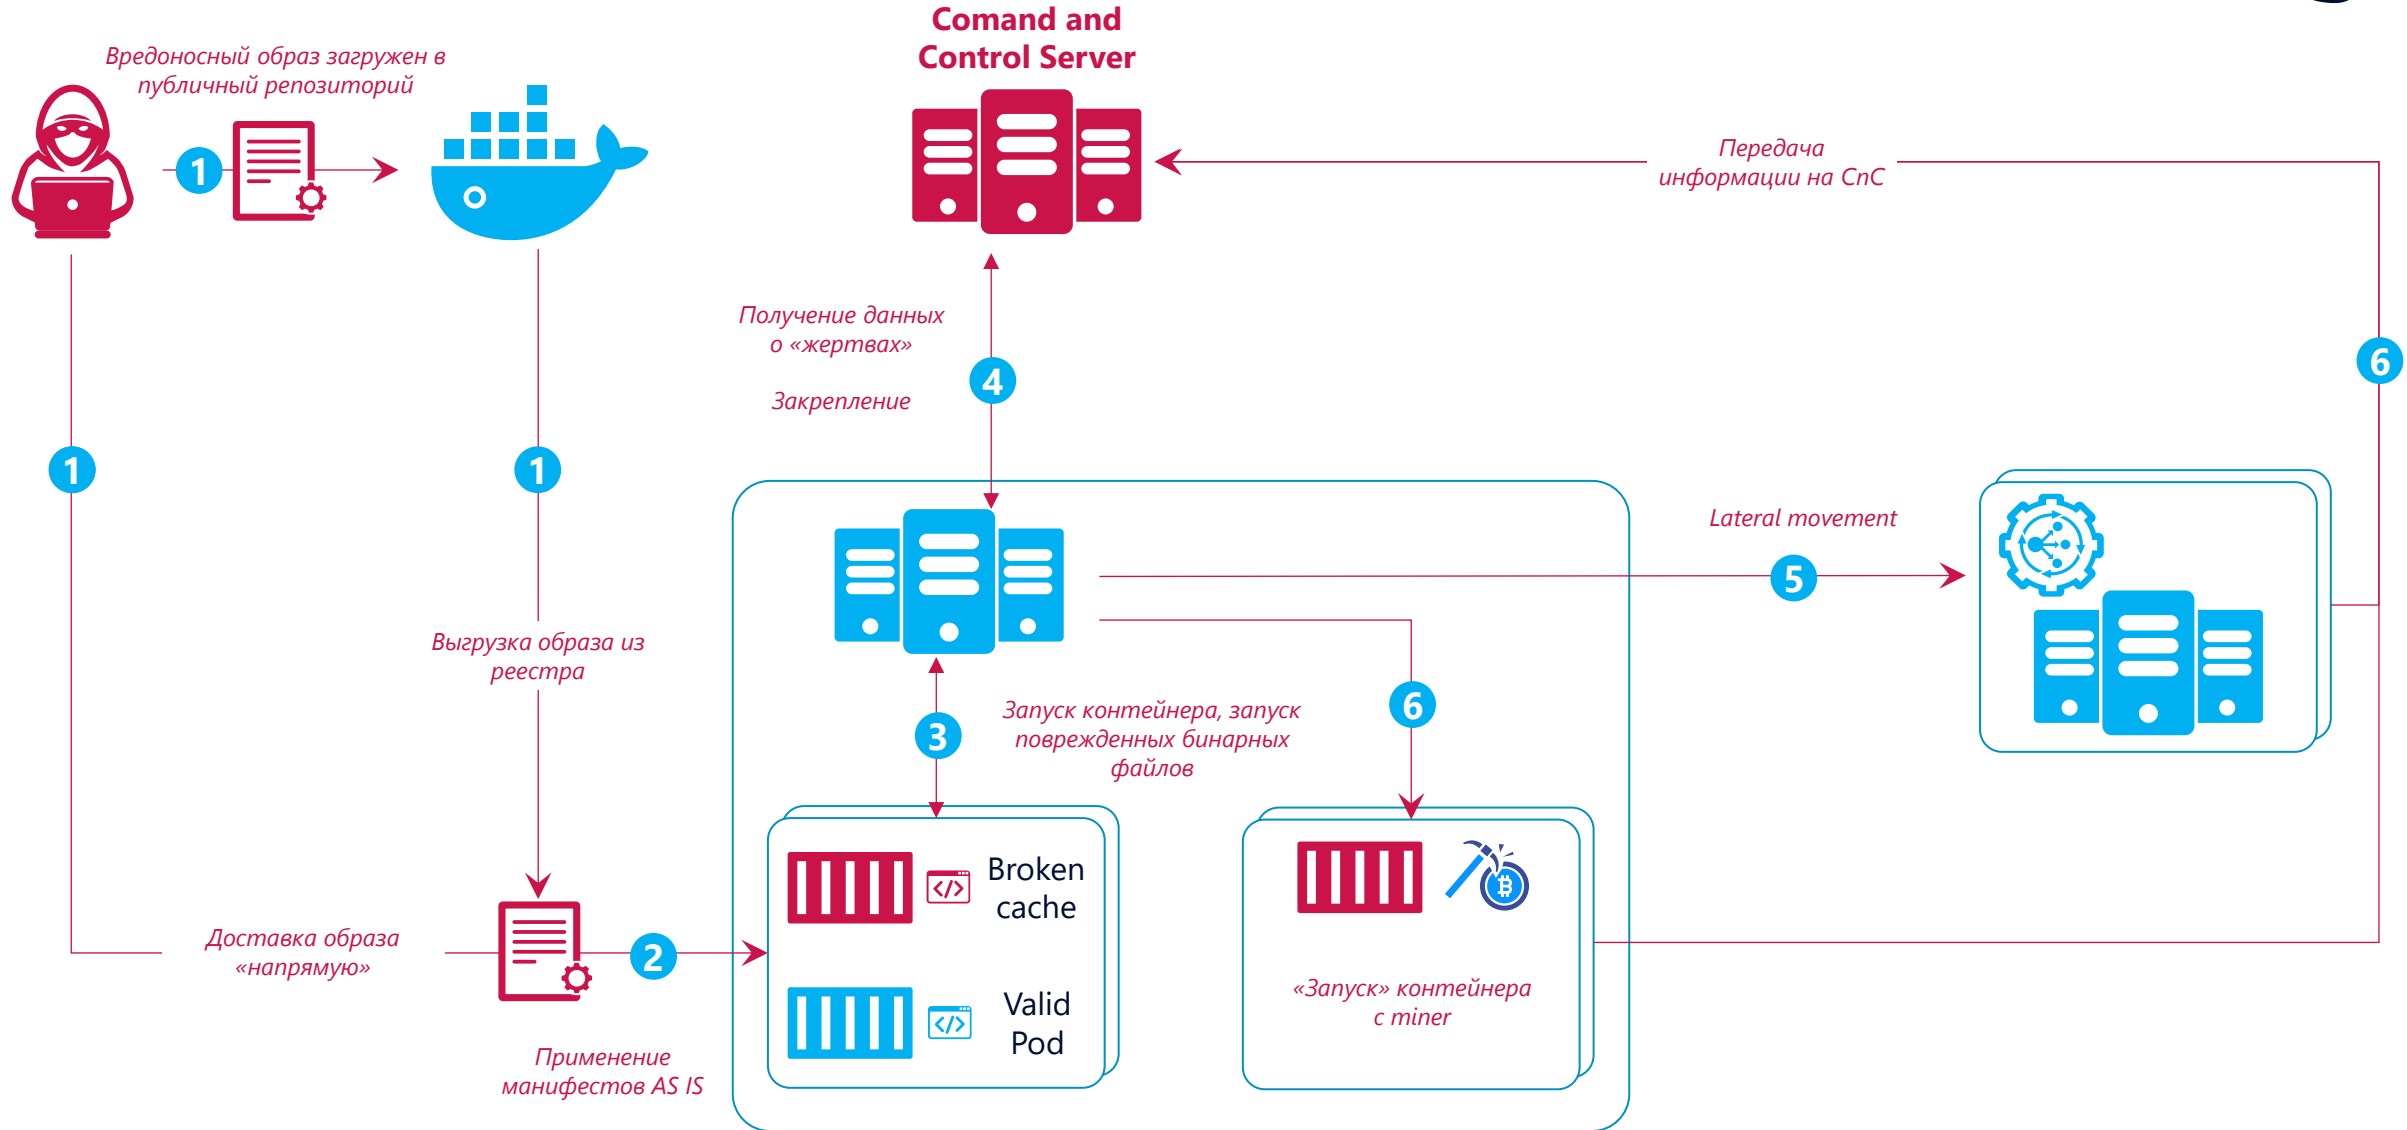 Comand and
Control Server
Вредоносный образ загружен в
публичный репозиторий
1
Передача
информации на CnC
Получение данных
о «жертвах»
4
Закрепление
6
1
1
Lateral movement
5
Выгрузка образа из
реестра
Запуск контейнера, запуск
поврежденных бинарных
файлов
3
6
Broken
cache
Доставка образа
«напрямую»
2
Valid
Pod
«Запуск» контейнера
с miner
Применение
манифестов AS IS